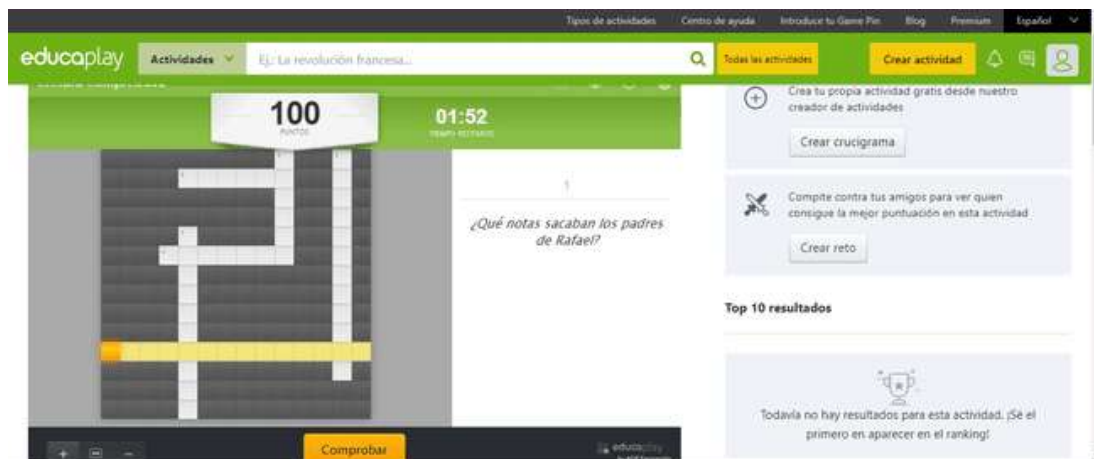 Tipos de actividades Centro de ayuda Introduce tu Game Pin Blog Premium Español
educaplay Actividades Ej.: La revolución francesa... Todas las actividades Crear actividad
100
PUNTOS
01:52
TIEMPO RESTANTE
1
¿Qué notas sacaban los padres
de Rafael?
Comprobar
educaplay
Crea tu propia actividad gratis desde nuestro
creador de actividades
Crear crucigrama
Compite contra tus amigos para ver quien
consigue la mejor puntuación en esta actividad
Crear reto
Top 10 resultados
Todavía no hay resultados para esta actividad. ¡Sé el
primero en aparecer en el ranking!